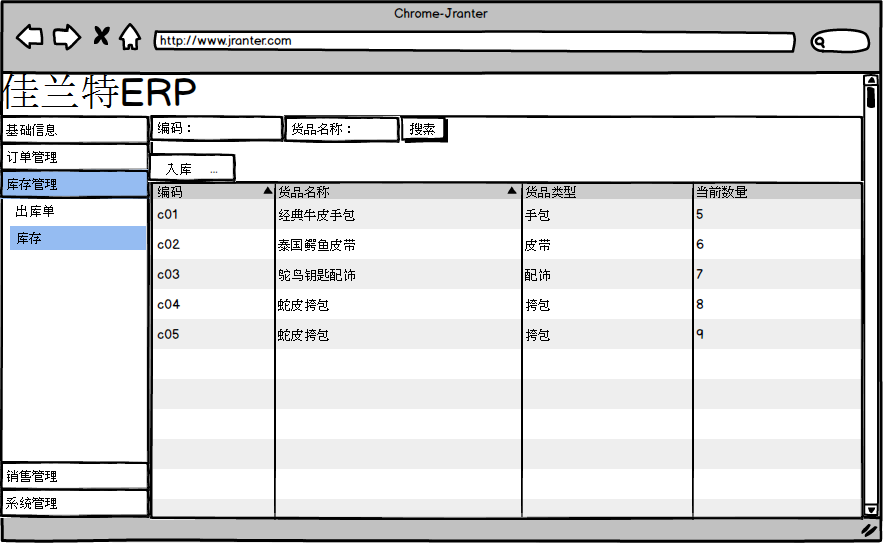 Chrome-Jranter
http://www.jranter.com
佳兰特ERP
基础信息
订单管理
库存管理
出库单
库存
销售管理
系统管理
编码： 货品名称： 搜索
入库 ...
编码 货品名称 货品类型 当前数量
c01 经典牛皮手包 手包 5
c02 泰国鳄鱼皮带 皮带 6
c03 鸵鸟钥匙配饰 配饰 7
c04 蛇皮挎包 挎包 8
c05 蛇皮挎包 挎包 9